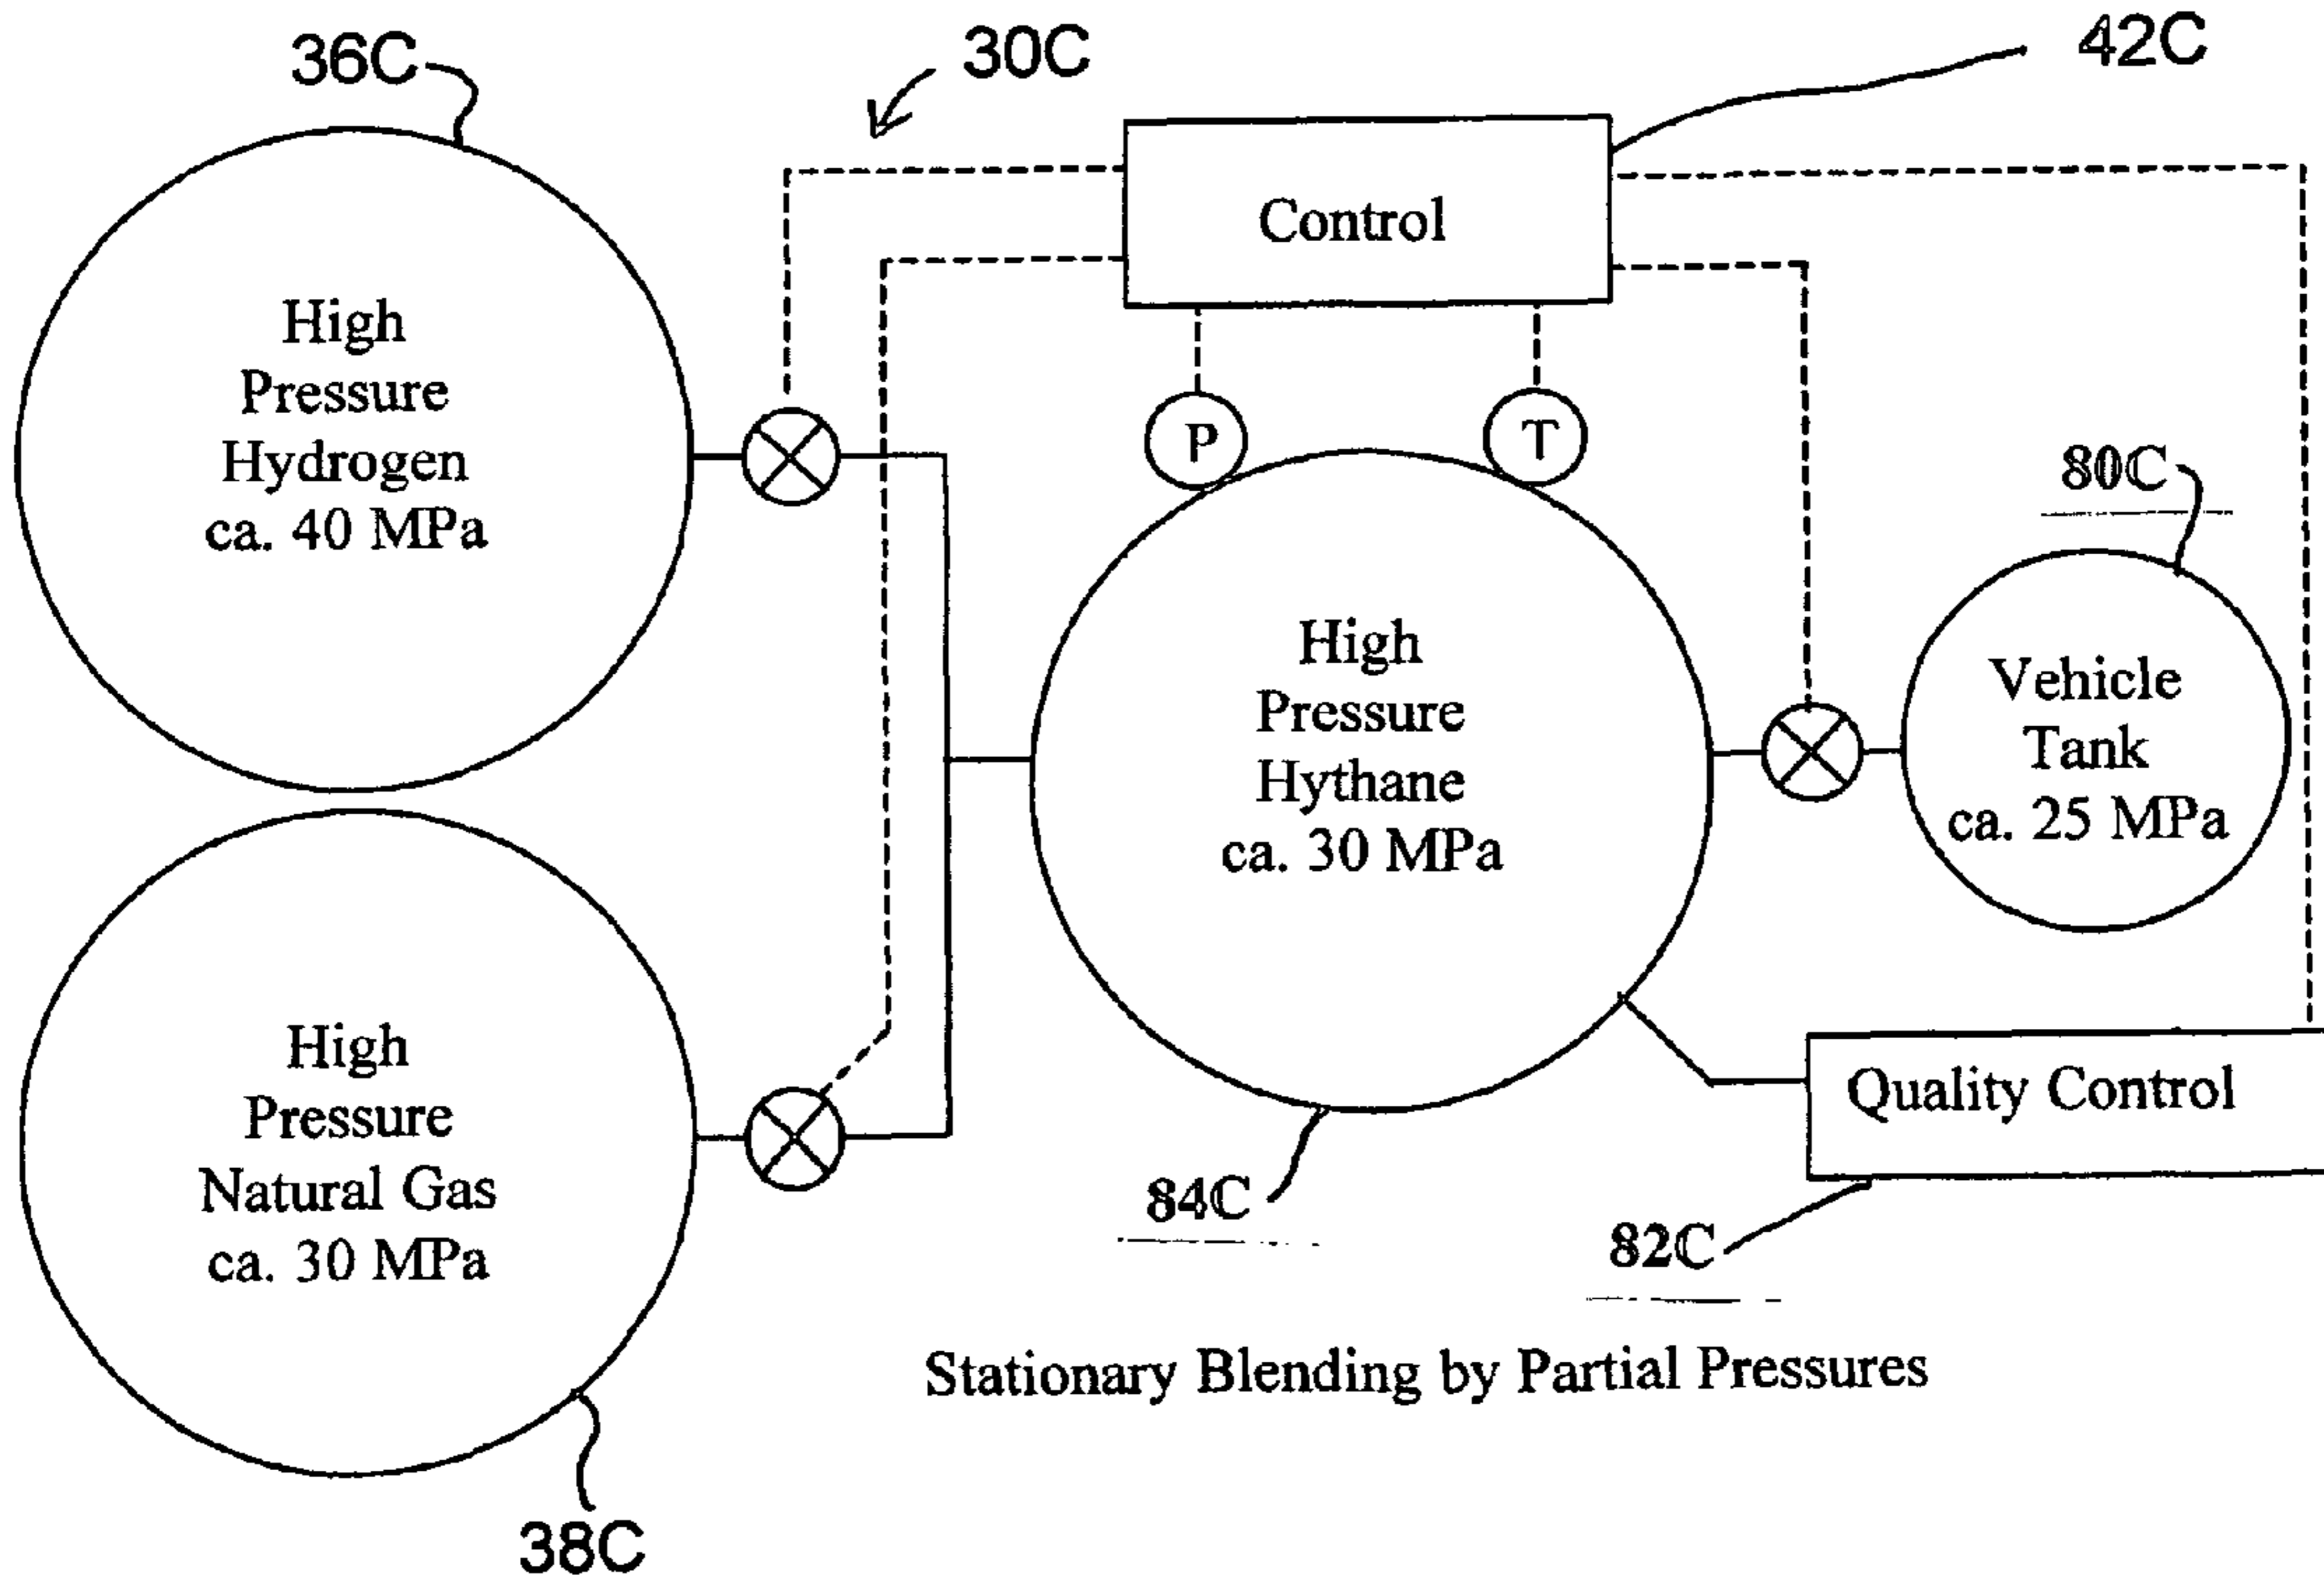 36C
30C
42C
Control
High
Pressure
Hydrogen
ca. 40 MPa
P
T
80C
High
Pressure
Hythane
ca. 30 MPa
Vehicle
Tank
ca. 25 MPa
High
Pressure
Natural Gas
ca. 30 MPa
Quality Control
84C
82C
Stationary Blending by Partial Pressures
38C